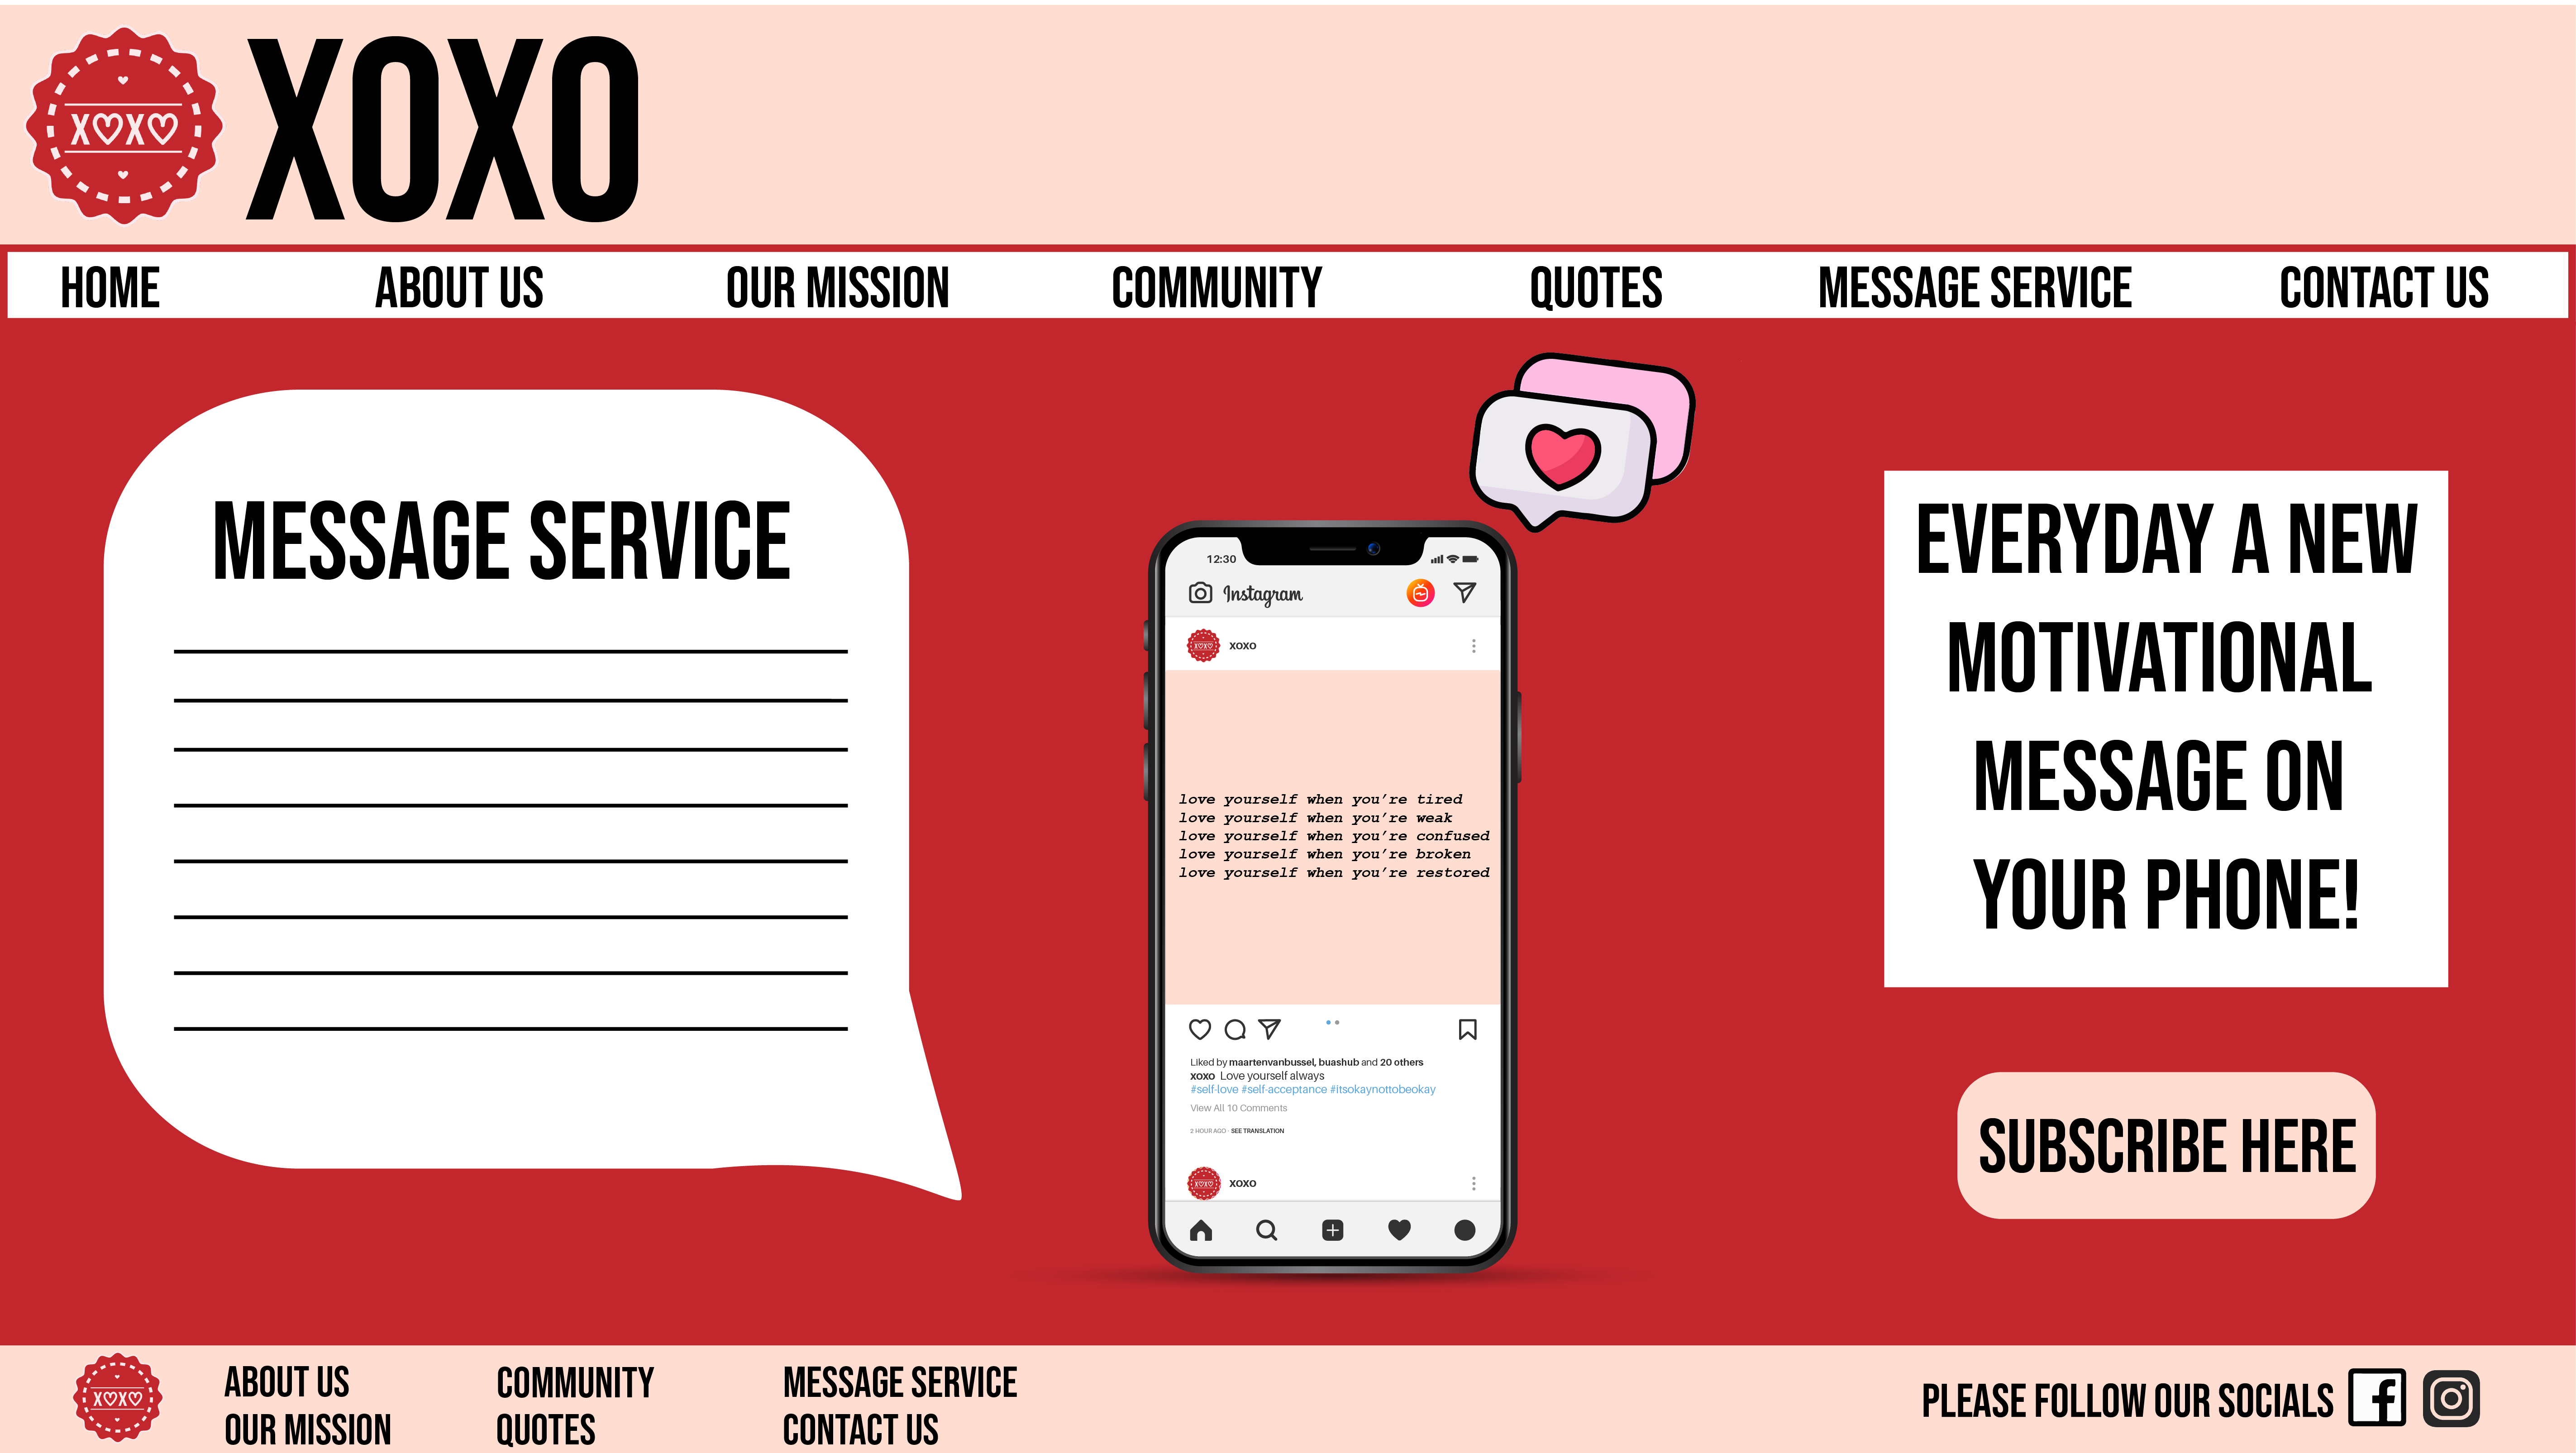 XOXO
XOXO
HOME ABOUT US OUR MISSION COMMUNITY QUOTES MESSAGE SERVICE CONTACT US
MESSAGE SERVICE
12:30
Instagram
xoxo
XOXO
love yourself when you're tired
love yourself when you're weak
love yourself when you're confused
love yourself when you're broken
love yourself when you're restored
Liked by maartenvanbussel, buashub and 20 others
xoxo Love yourself always
#self-love #self-acceptance #itsokaynottobeokay
View All 10 Comments
2 HOUR AGO · SEE TRANSLATION
XOXO
xoxo
EVERYDAY A NEW
MOTIVATIONAL
MESSAGE ON
YOUR PHONE!
SUBSCRIBE HERE
XOXO
ABOUT US
OUR MISSION
COMMUNITY
QUOTES
MESSAGE SERVICE
CONTACT US
PLEASE FOLLOW OUR SOCIALS